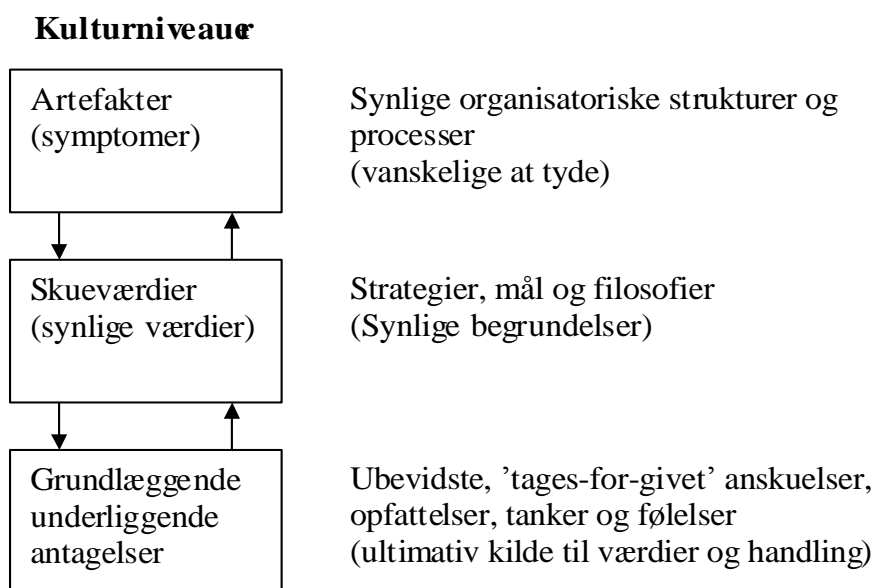 Kulturniveauer
Artefakter
(symptomer)
Synlige organisatoriske strukturer og
processer
(vanskelige at tyde)
Skueværdier
(synlige værdier)
Strategier, mål og filosofier
(Synlige begrundelser)
Grundlæggende
underliggende
antagelser
Ubevidste, ’tages-for-givet’ anskuelser,
opfattelser, tanker og følelser
(ultimativ kilde til værdier og handling)